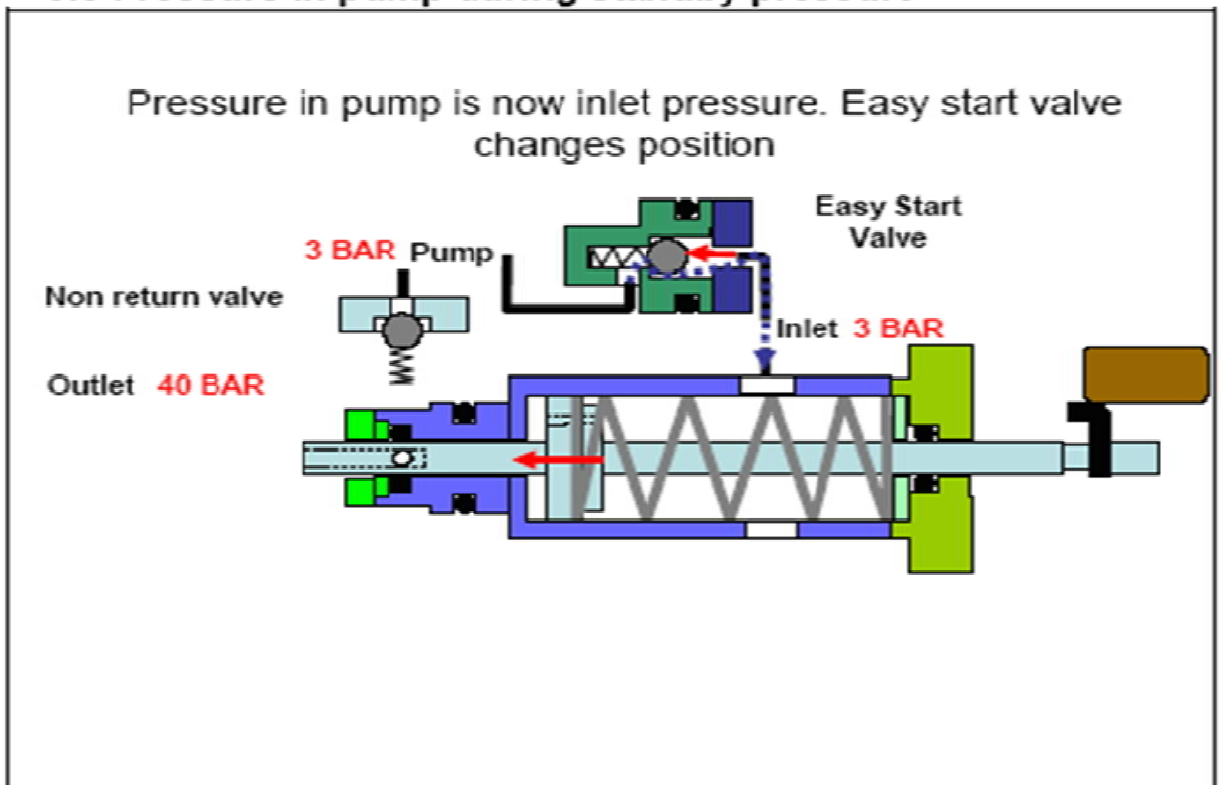 Pressure in pump is now inlet pressure. Easy start valve
changes position
Easy Start
Valve
3 BAR Pump
Non return valve
Inlet 3 BAR
Outlet 40 BAR